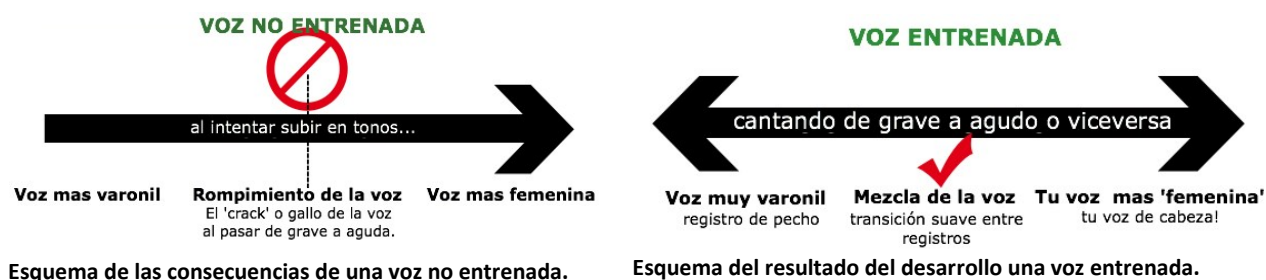 VOZ NO ENTRENADA
al intentar subir en tonos...
Voz mas varonil
Rompimiento de la voz
El 'crack' o gallo de la voz
al pasar de grave a aguda.
Voz mas femenina
Esquema de las consecuencias de una voz no entrenada.
VOZ ENTRENADA
cantando de grave a agudo o viceversa
Voz muy varonil
registro de pecho
Mezcla de la voz
transición suave entre
registros
Tu voz mas 'femenina'
tu voz de cabeza!
Esquema del resultado del desarrollo una voz entrenada.